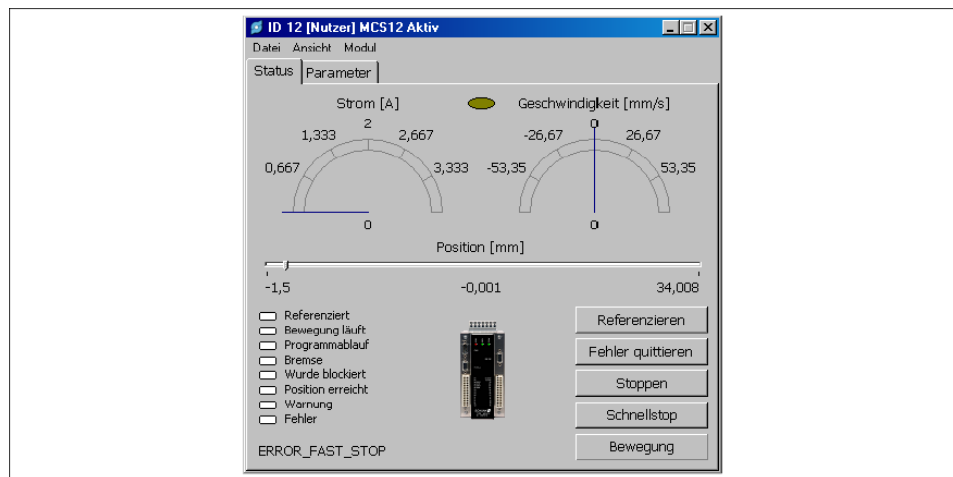 ID 12 [Nutzer] MCS12 Aktiv
Datei Ansicht Modul
Status Parameter
Strom [A] Geschwindigkeit [mm/s]
2 0
1,333 2,667 -26,67 26,67
0,667 3,333 -53,35 53,35
0 0
Position [mm]
-1,5 -0,001 34,008
Referenziert
Bewegung läuft
Programmablauf
Bremse
Wurde blockiert
Position erreicht
Warnung
Fehler
ERROR_FAST_STOP
Referenzieren
Fehler quittieren
Stoppen
Schnellstop
Bewegung